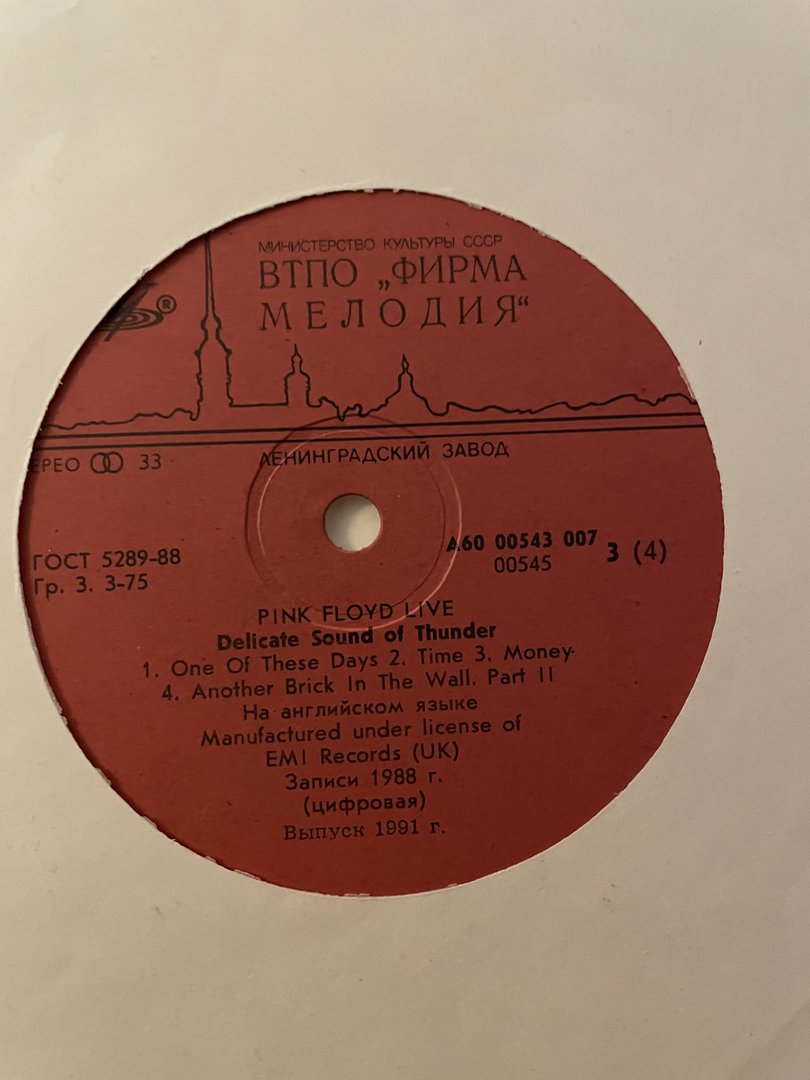 МИНИСТЕРСТВО КУЛЬТУРЫ СССР
ВТПО „ФИРМА
МЕЛОДИЯ“
®
ЕРЕО 33
ЛЕНИНГРАДСКИЙ ЗАВОД
ГОСТ 5289-88
Гр. 3. 3-75
А60 00543 007
00545
3 (4)
PINK FLOYD LIVE
Delicate Sound of Thunder
1. One Of These Days 2. Time 3. Money
4. Another Brick In The Wall. Part II
На английском языке
Manufactured under license of
EMI Records (UK)
Записи 1988 г.
(цифровая)
Выпуск 1991 г.